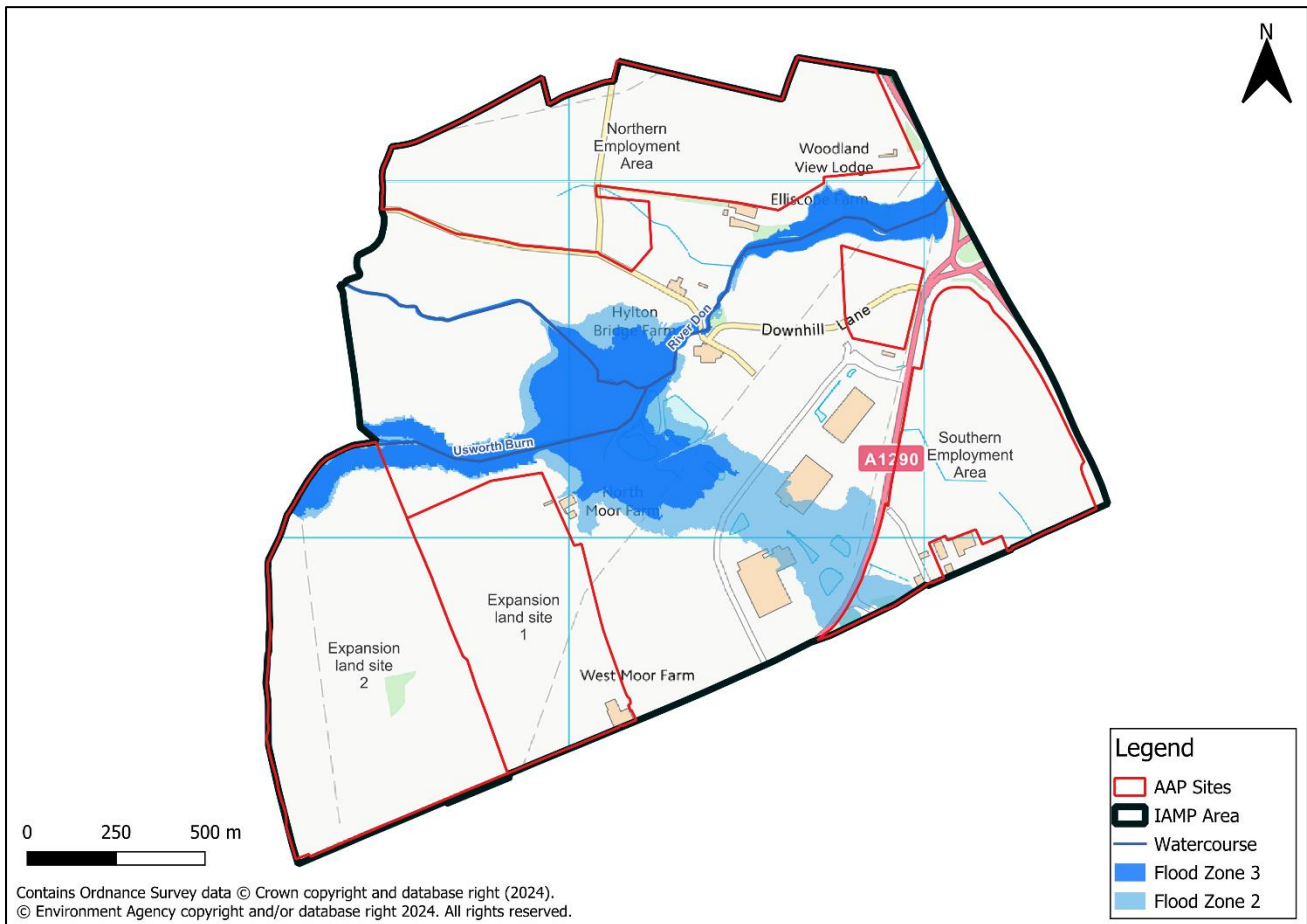 N
Northern
Employment
Area
Woodland
View Lodge
Elliscope Farm
Hylton
Bridge Farm
River Don
Downhill Lane
Usworth Burn
A1290
Southern
Employment
Area
North
Moor Farm
Expansion
land site
1
Expansion
land site
2
West Moor Farm
Legend
AAP Sites
IAMP Area
Watercourse
Flood Zone 3
Flood Zone 2
0 250 500 m
Contains Ordnance Survey data © Crown copyright and database right (2024).
© Environment Agency copyright and/or database right 2024. All rights reserved.